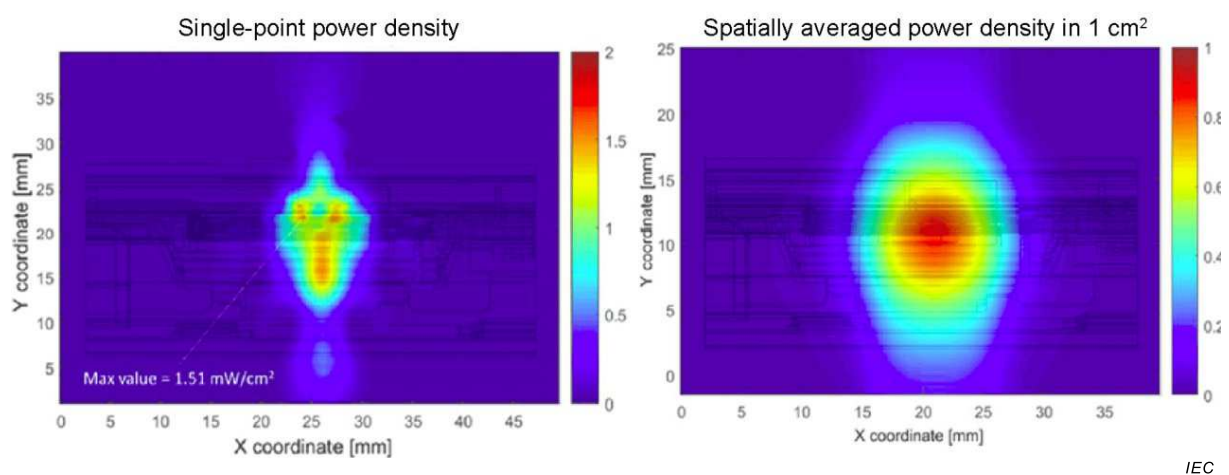 Single-point power density
Spatially averaged power density in 1 cm²
Y coordinate [mm]
35
30
25
20
15
10
5
0 5 10 15 20 25 30 35 40 45
X coordinate [mm]
Max value = 1.51 mW/cm²
2
1.5
1
0.5
0
Y coordinate [mm]
25
20
15
10
5
0
0 5 10 15 20 25 30 35
X coordinate [mm]
1
0.8
0.6
0.4
0.2
0
IEC